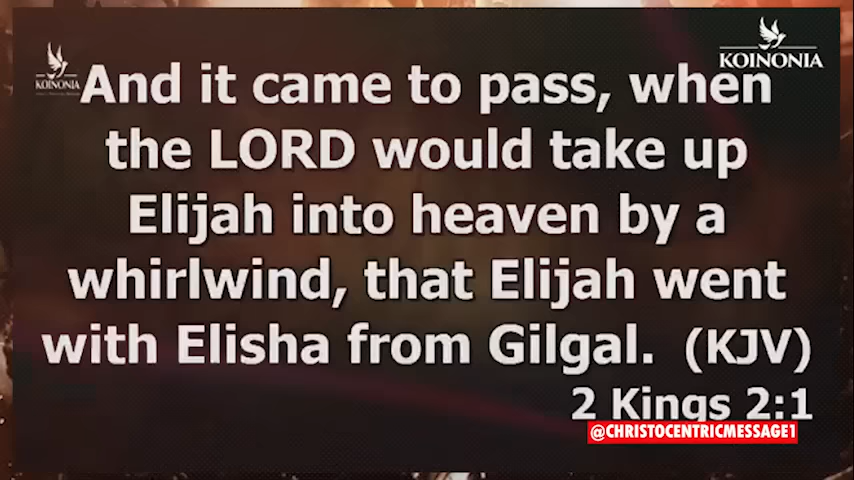 KOINONIA
KOINONIA
And it came to pass, when
the LORD would take up
Elijah into heaven by a
whirlwind, that Elijah went
with Elisha from Gilgal. (KJV)
2 Kings 2:1
@CHRISTOCENTRICMESSAGE1